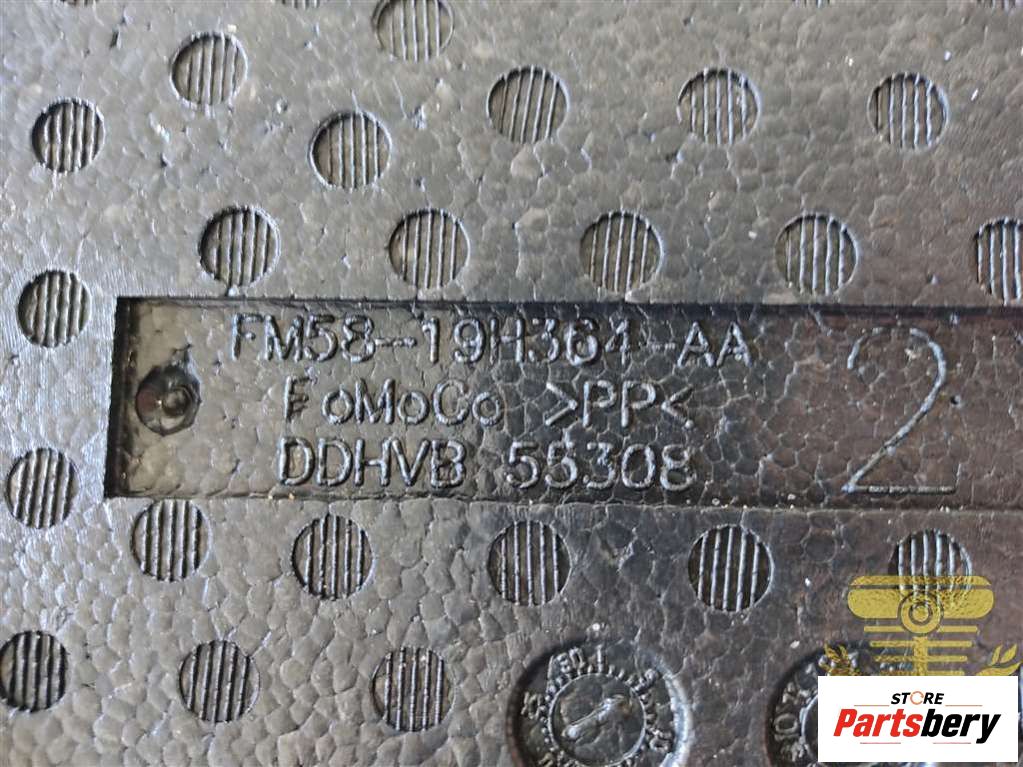 FM58-19H364-AA
FoMoCo >PP<
DDHVB 55308
2
STORE
Partsbery